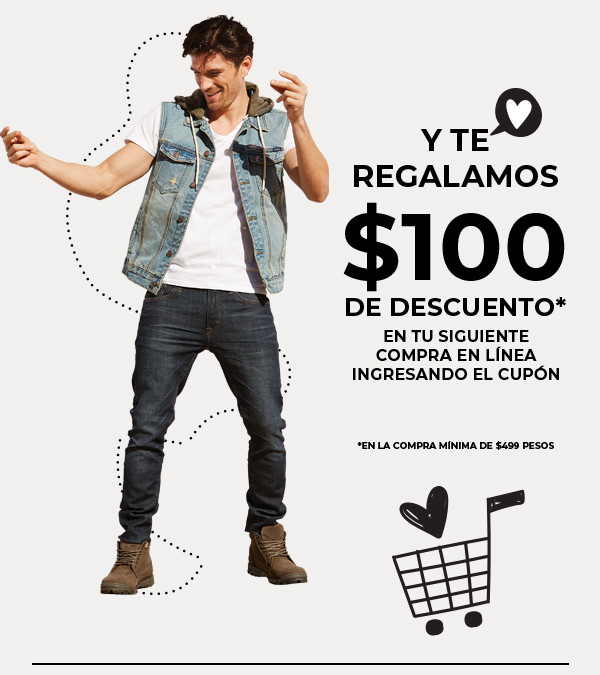 Y TE
REGALAMOS
$100
DE DESCUENTO*
EN TU SIGUIENTE
COMPRA EN LÍNEA
INGRESANDO EL CUPÓN
*EN LA COMPRA MÍNIMA DE $499 PESOS